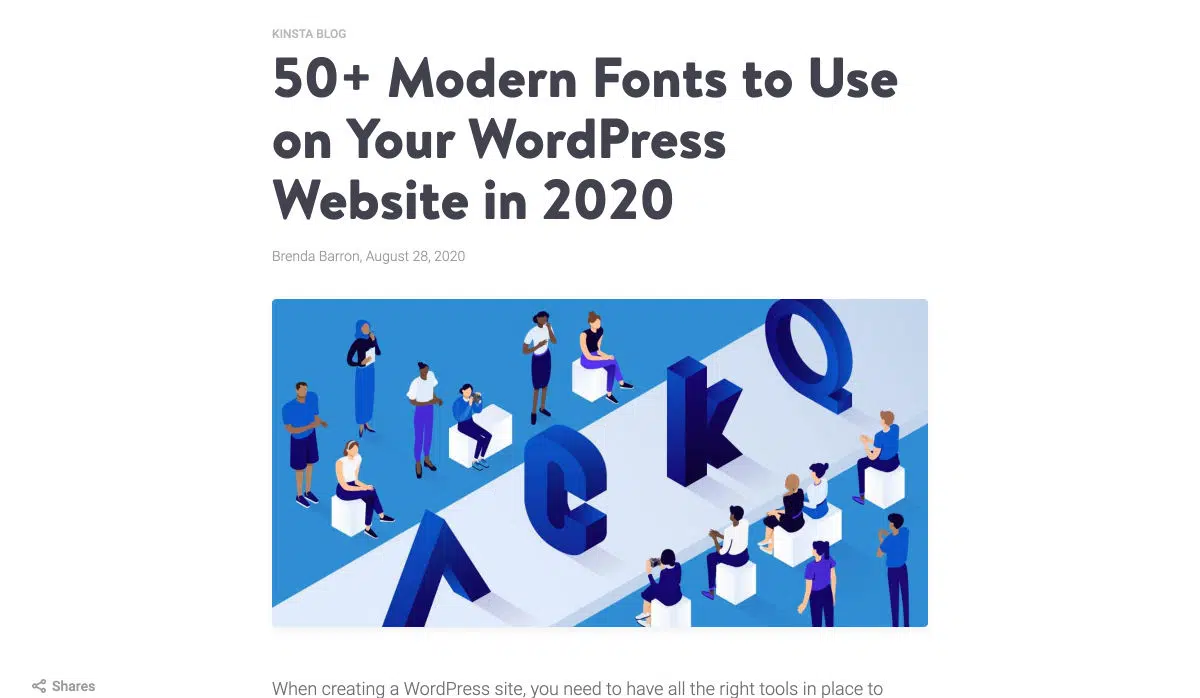 KINSTA BLOG
50+ Modern Fonts to Use
on Your WordPress
Website in 2020
Brenda Barron, August 28, 2020
Λ C k Q
Shares
When creating a WordPress site, you need to have all the right tools in place to